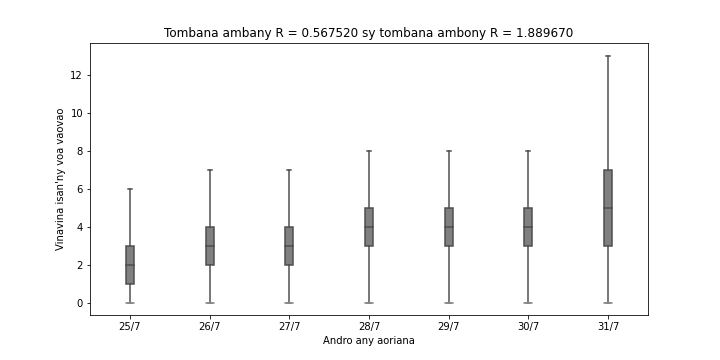 Tombana ambany R = 0.567520 sy tombana ambony R = 1.889670
Vinavina isan'ny voa vaovao
12
10
8
6
4
2
0
25/7 26/7 27/7 28/7 29/7 30/7 31/7
Andro any aoriana